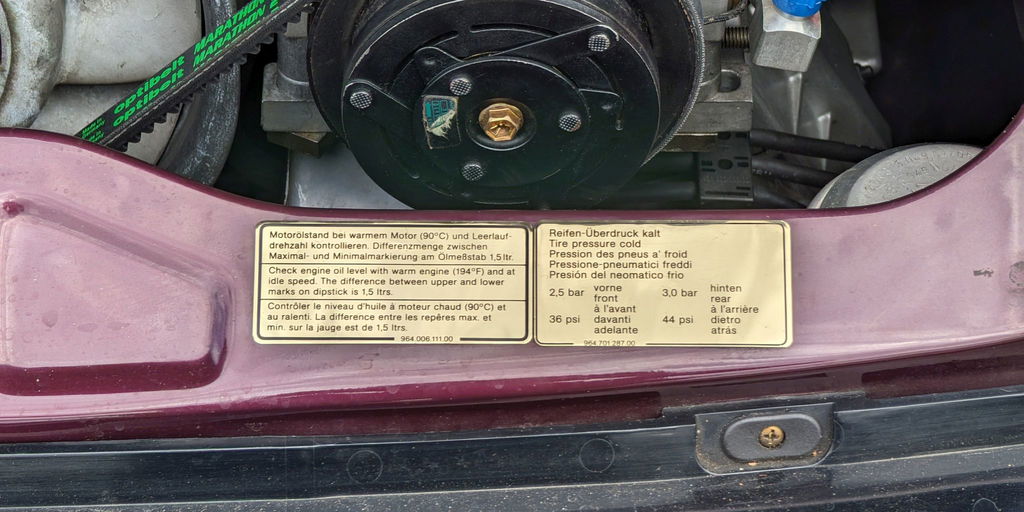 MARATHON
MARATHON 2
optibelt
optibelt
Motorölstand bei warmem Motor (90°C) und Leerlauf-
drehzahl kontrollieren. Differenzmenge zwischen
Maximal- und Minimalmarkierung am Ölmeßstab 1,5 ltr.
Check engine oil level with warm engine (194°F) and at
idle speed. The difference between upper and lower
marks on dipstick is 1,5 ltrs.
Contrôler le niveau d'huile à moteur chaud (90°C) et
au ralenti. La difference entre les repêres max. et
min. sur la jauge est de 1,5 ltrs.
964.006.111.00
Reifen-Überdruck kalt
Tire pressure cold
Pression des pneus a' froid
Pressione-pneumatici freddi
Presión del neomatico frio
2,5 bar vorne 3,0 bar hinten
front rear
à l'avant à l'arrière
36 psi davanti 44 psi dietro
adelante atrás
964.701.287.00